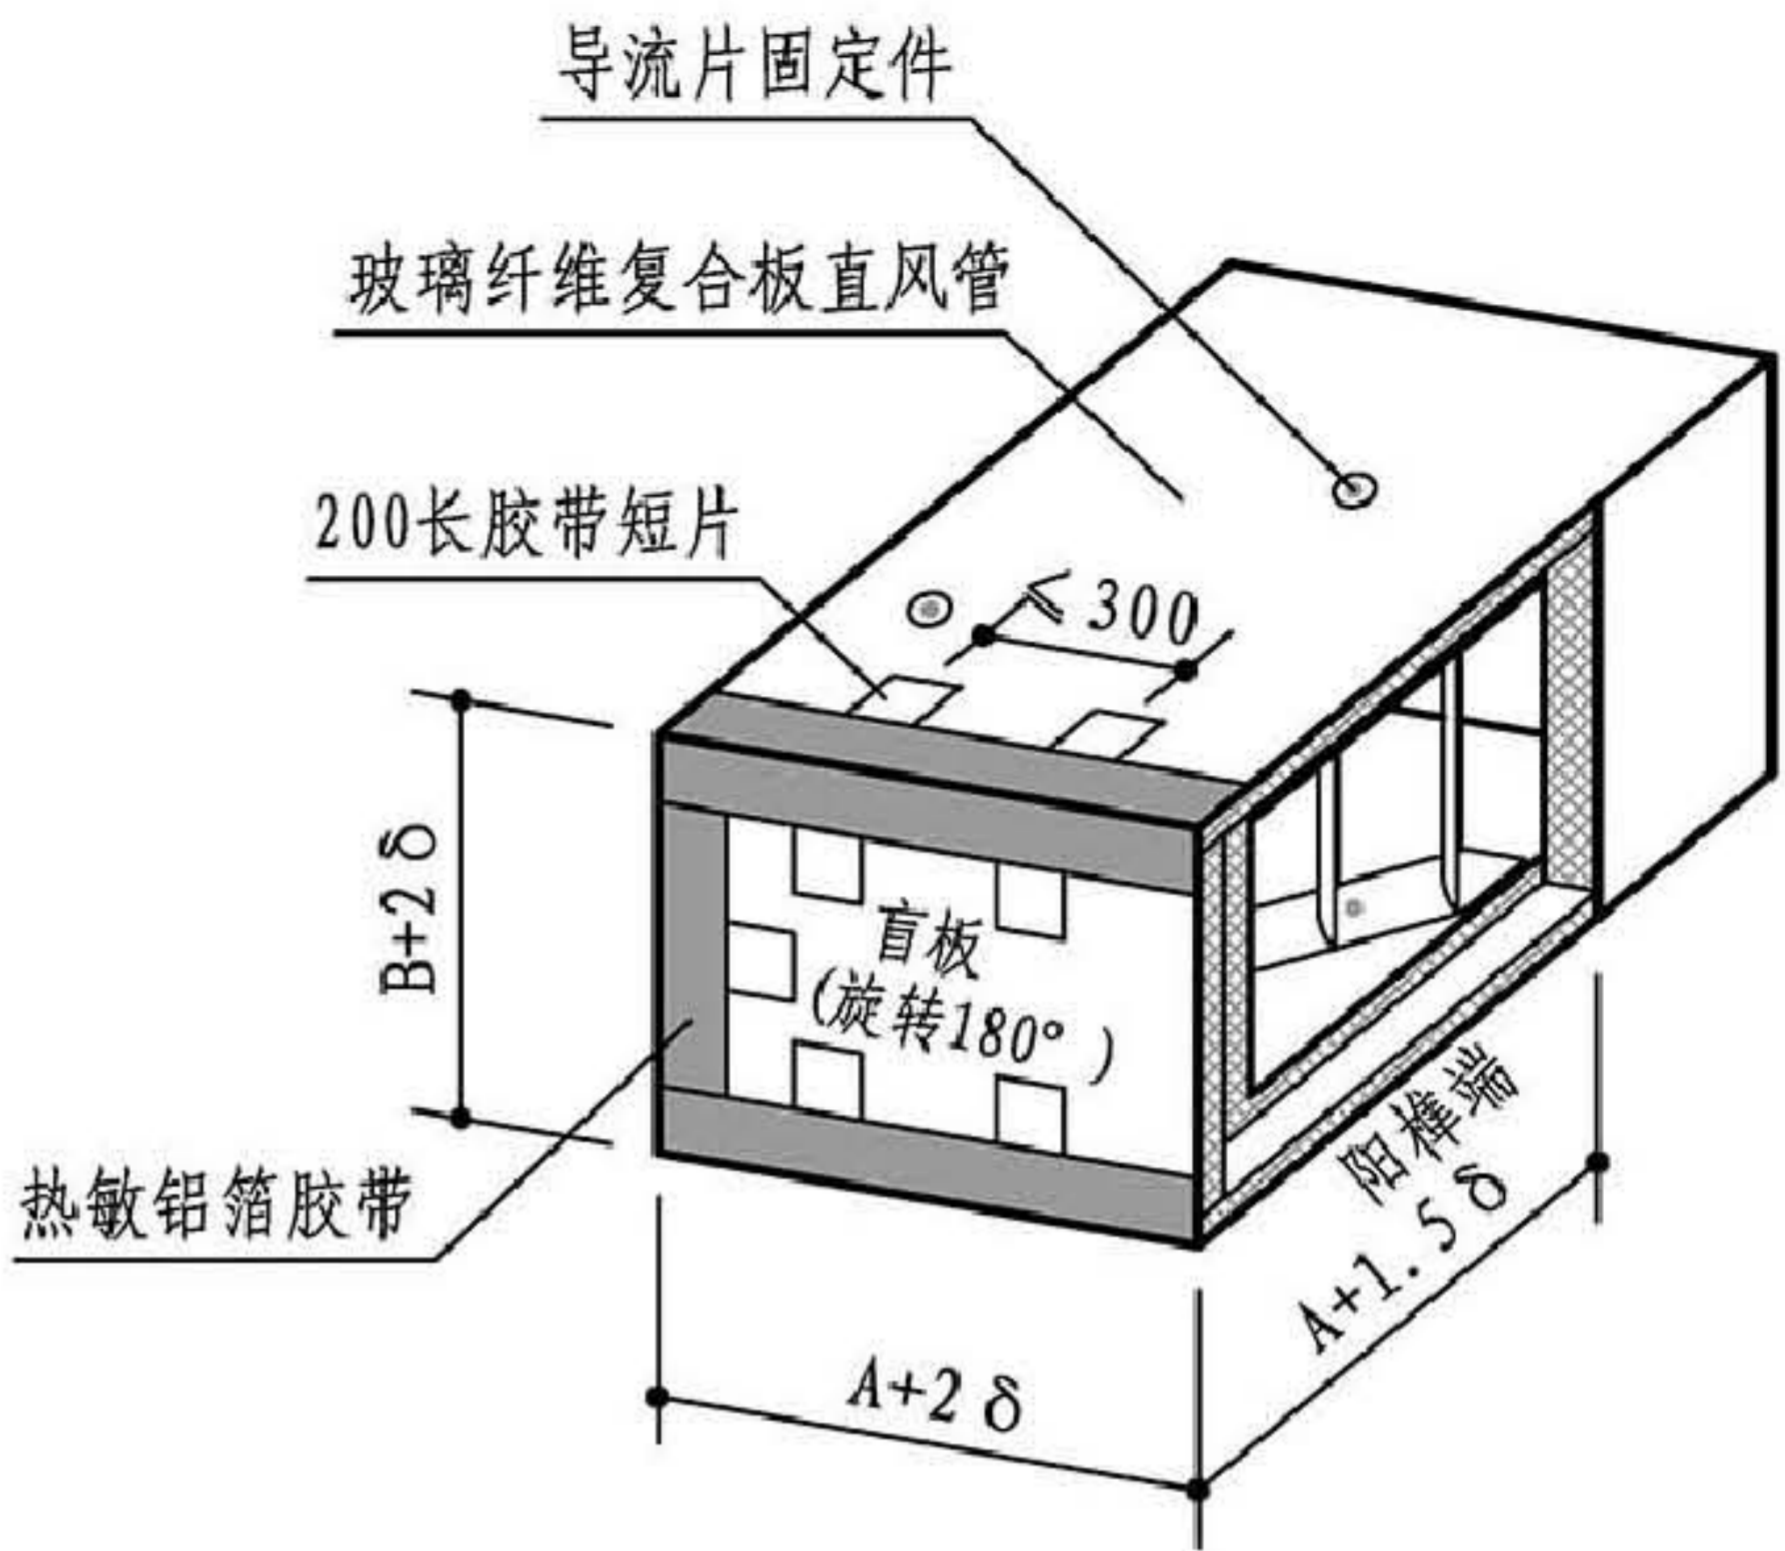 导流片固定件
玻璃纤维复合板直风管
200长胶带短片
≤300
B+2δ
盲板
(旋转180°)
热敏铝箔胶带
阳榫端
A+1.5δ
A+2δ